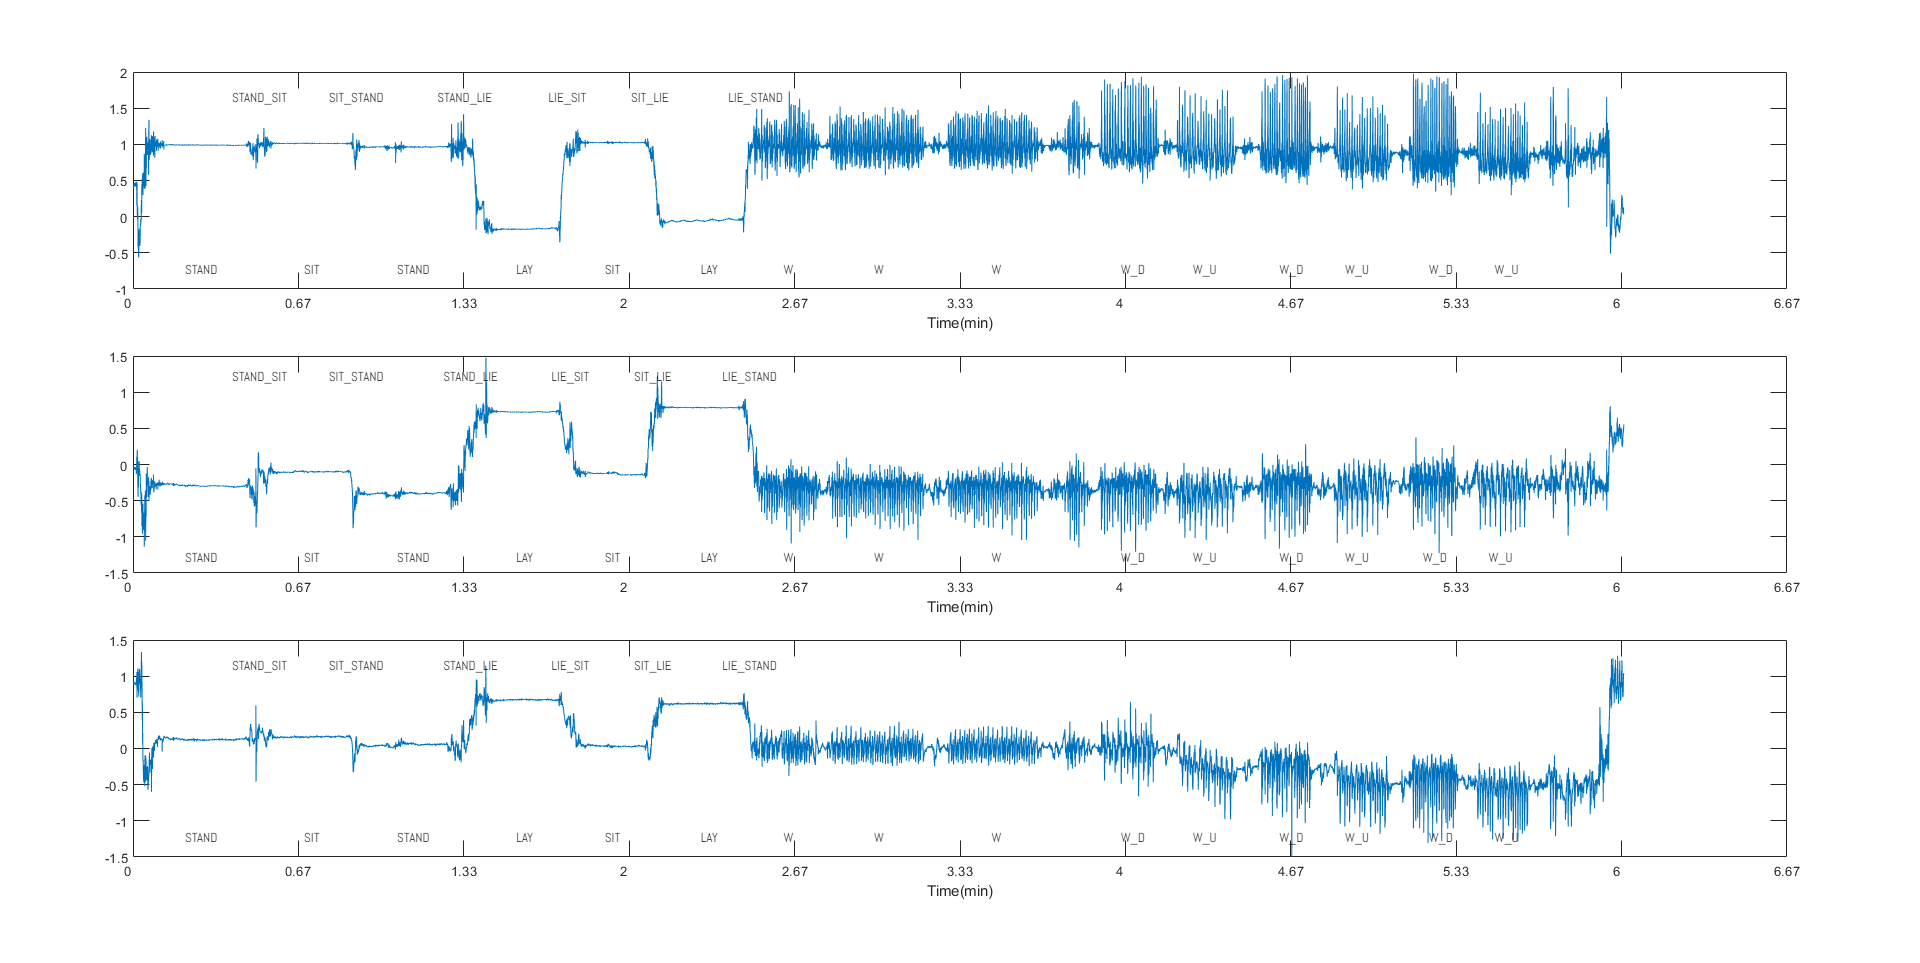 2
STAND_SIT SIT_STAND STAND_LIE LIE_SIT SIT_LIE LIE_STAND
1.5
1
0.5
0
-0.5
STAND SIT STAND LAY SIT LAY W W W W_D W_U W_D W_U W_D W_U
-1
0 0.67 1.33 2 2.67 3.33 4 4.67 5.33 6 6.67
Time(min)
1.5
STAND_SIT SIT_STAND STAND_LIE LIE_SIT SIT_LIE LIE_STAND
1
0.5
0
-0.5
-1
STAND SIT STAND LAY SIT LAY W W W W_D W_U W_D W_U W_D W_U
-1.5
0 0.67 1.33 2 2.67 3.33 4 4.67 5.33 6 6.67
Time(min)
1.5
STAND_SIT SIT_STAND STAND_LIE LIE_SIT SIT_LIE LIE_STAND
1
0.5
0
-0.5
-1
STAND SIT STAND LAY SIT LAY W W W W_D W_U W_D W_U W_D W_U
-1.5
0 0.67 1.33 2 2.67 3.33 4 4.67 5.33 6 6.67
Time(min)